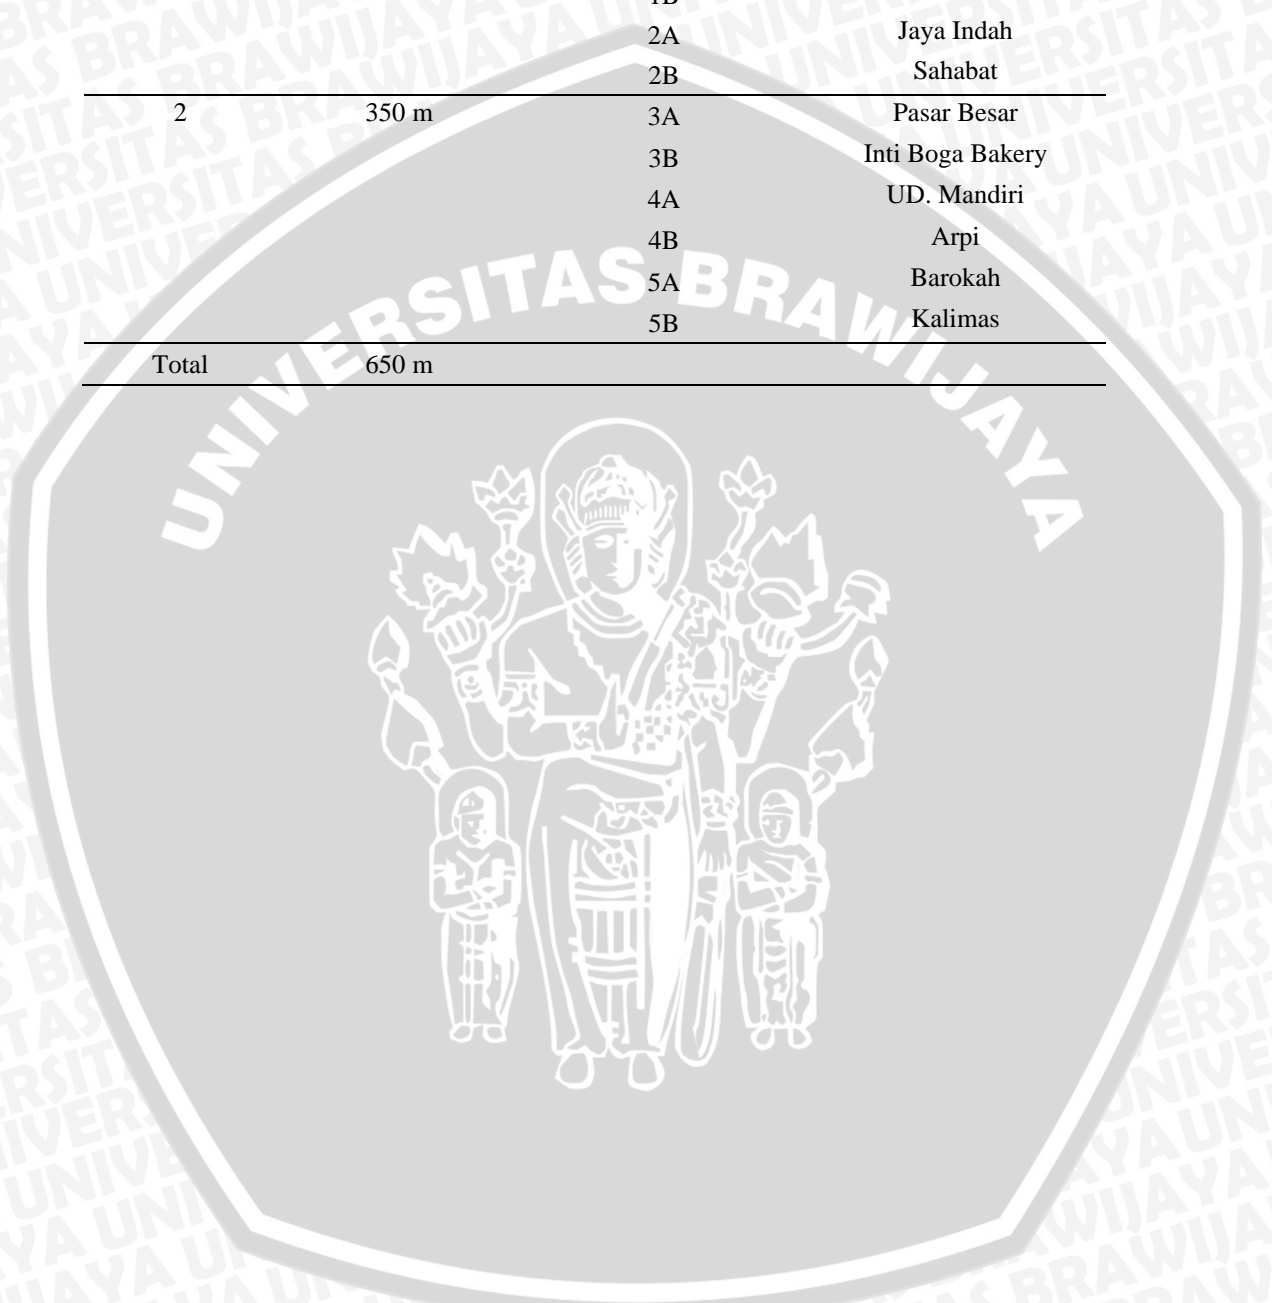 1B
2A Jaya Indah
2B Sahabat
2 350 m 3A Pasar Besar
3B Inti Boga Bakery
4A UD. Mandiri
4B Arpi
5A Barokah
5B Kalimas
Total 650 m
UNIVERSITAS BRAWIJAYA